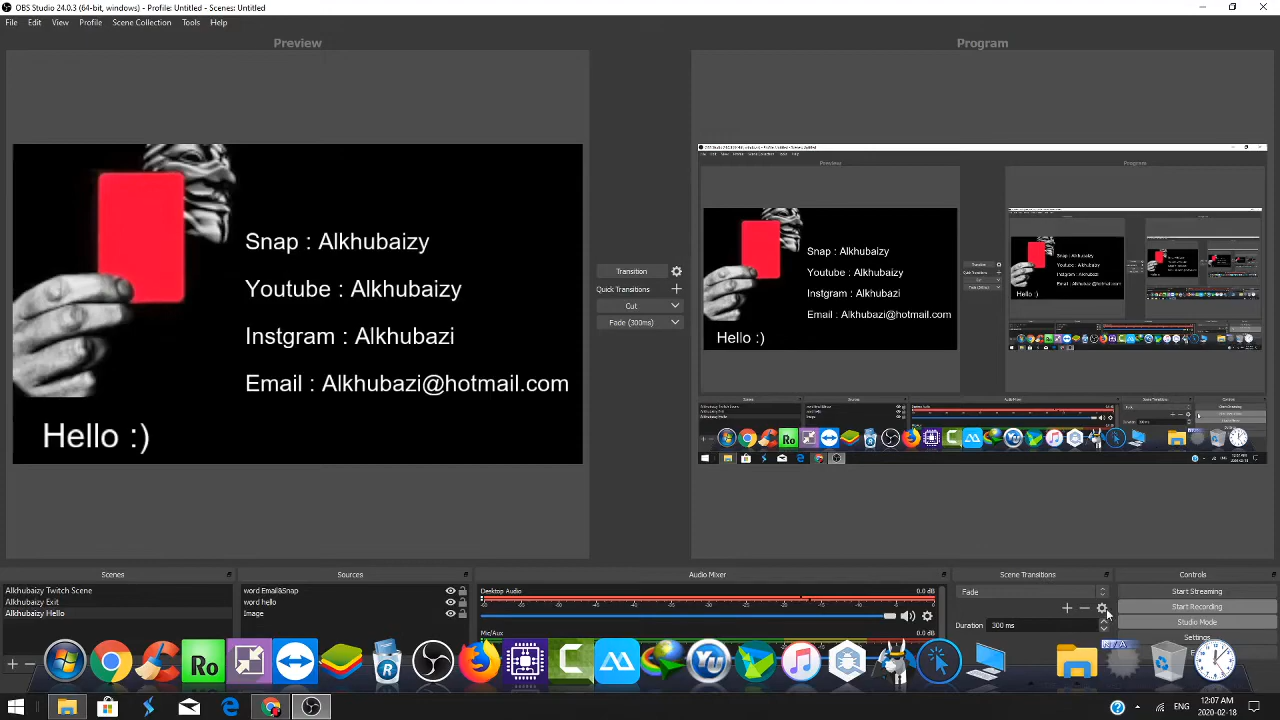 OBS Studio 24.0.3 (64-bit, windows) - Profile: Untitled - Scenes: Untitled
File Edit View Profile Scene Collection Tools Help
Preview
Program
Snap : Alkhubaizy
Youtube : Alkhubaizy
Instgram : Alkhubazi
Email : Alkhubazi@hotmail.com
Hello :)
Transition
Quick Transitions
Cut
Fade (300ms)
Preview
Program
Snap : Alkhubaizy
Youtube : Alkhubaizy
Instgram : Alkhubazi
Email : Alkhubazi@hotmail.com
Hello :)
Scenes
Sources
Audio Mixer
Scene Transitions
Controls
Alkhubaizy Twitch Scene
Alkhubaizy Exit
Alkhubaizy Hello
word Email&Snap
word hello
Image
Desktop Audio
0.0 dB
Mic/Aux
0.0 dB
Fade
Duration 300 ms
Start Streaming
Start Recording
Studio Mode
Settings
Ro
YU
ENG
12:07 AM
2020-02-18